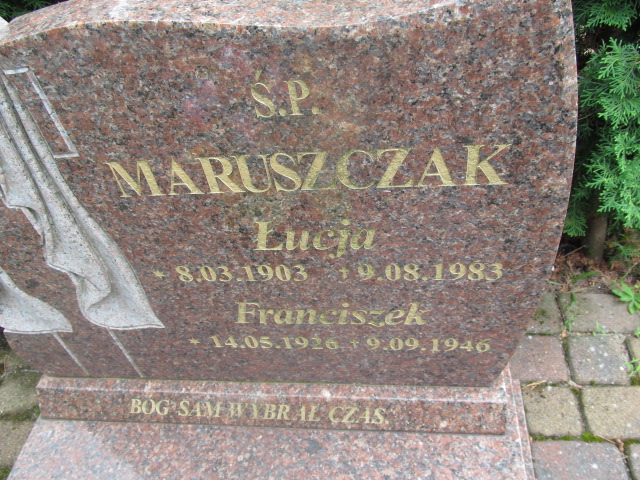 Ś.P.
MARUSZCZAK
Łucja
* 8.03.1903 + 9.08.1983
Franciszek
* 14.05.1926 + 9.09.1946
BÓG SAM WYBRAŁ CZAS.